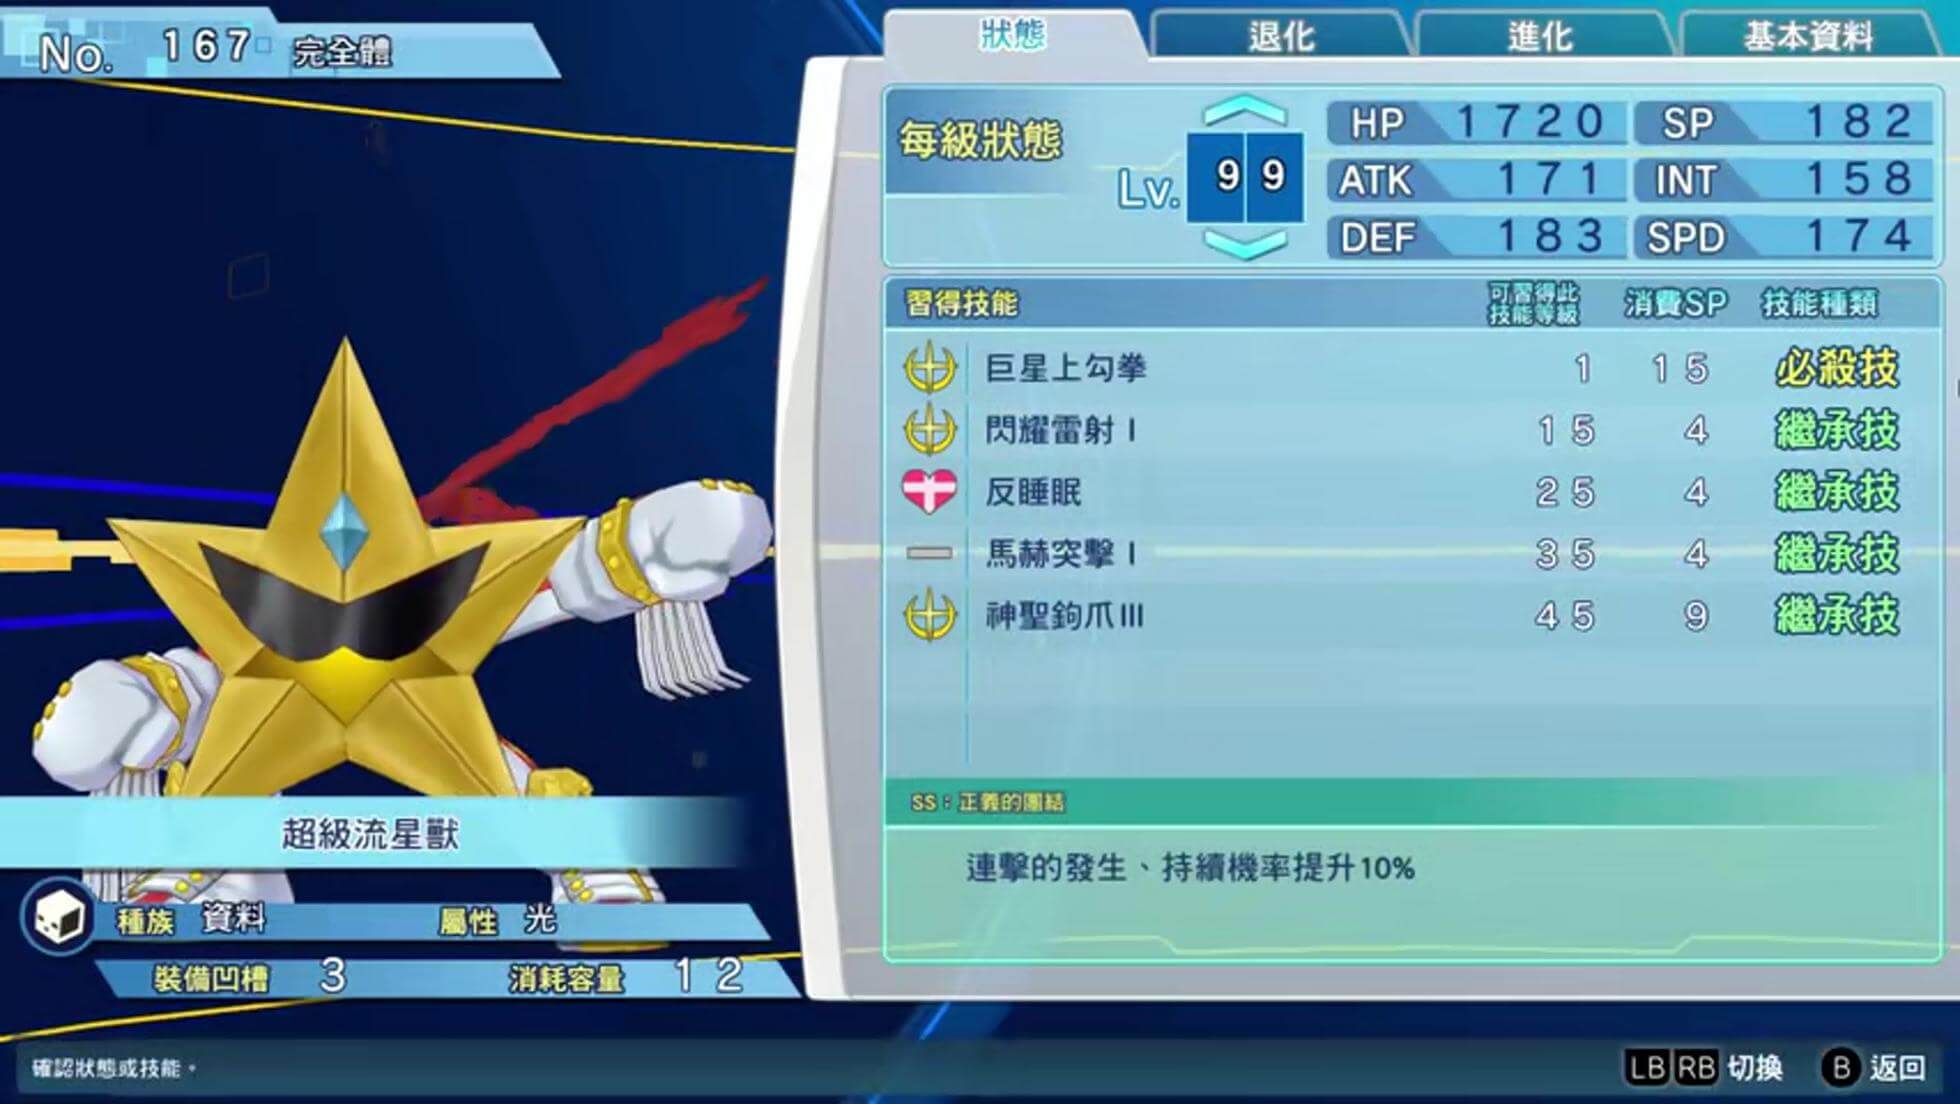 No. 167 完全體
狀態 退化 進化 基本資料
每級狀態
Lv. 99
HP 1720 SP 182
ATK 171 INT 158
DEF 183 SPD 174
習得技能 可習得此技能等級 消費SP 技能種類
巨星上勾拳 1 15 必殺技
閃耀雷射 I 15 4 繼承技
反睡眠 25 4 繼承技
馬赫突擊 I 35 4 繼承技
神聖鉤爪III 45 9 繼承技
SS：正義的團結
連擊的發生、持續機率提升10%
超級流星獸
種族 資料 屬性 光
裝備凹槽 3 消耗容量 12
確認狀態或技能。
LB RB 切換 B 返回